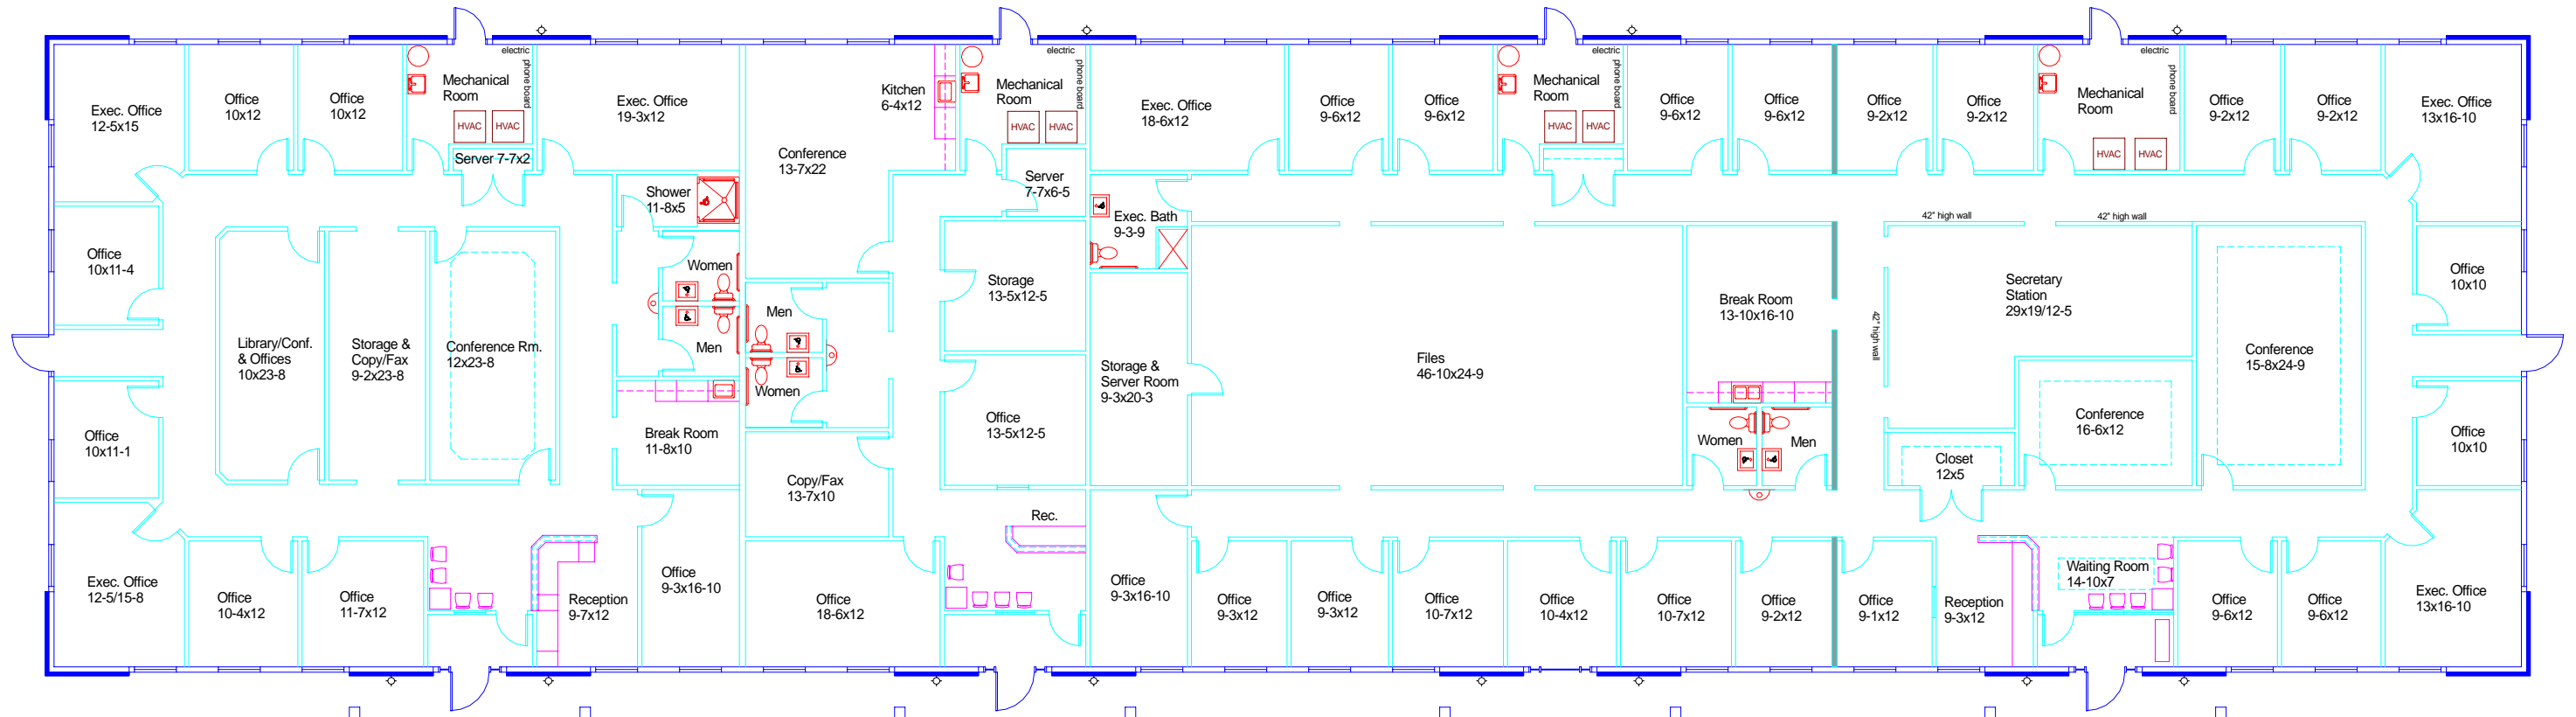 electric
phone board
Exec. Office
12-5x15
Office
10x12
Office
10x12
Mechanical
Room
HVAC
HVAC
Server 7-7x2
Exec. Office
19-3x12
Shower
11-8x5
Conference
13-7x22
Kitchen
6-4x12
electric
phone board
Mechanical
Room
HVAC
HVAC
Server
7-7x6-5
Exec. Office
18-6x12
Office
9-6x12
Office
9-6x12
electric
phone board
Mechanical
Room
HVAC
HVAC
Office
9-6x12
Office
9-6x12
Office
9-2x12
Office
9-2x12
electric
phone board
Mechanical
Room
HVAC
HVAC
Office
9-2x12
Office
9-2x12
Exec. Office
13x16-10
Office
10x11-4
Library/Conf.
& Offices
10x23-8
Storage &
Copy/Fax
9-2x23-8
Conference Rm.
12x23-8
Women
Men
Men
Women
Storage
13-5x12-5
Exec. Bath
9-3-9
Storage &
Server Room
9-3x20-3
Files
46-10x24-9
Break Room
13-10x16-10
Women
Men
42" high wall
42" high wall
42" high wall
Secretary
Station
29x19/12-5
Conference
16-6x12
Conference
15-8x24-9
Closet
12x5
Office
10x10
Office
10x10
Office
10x11-1
Break Room
11-8x10
Copy/Fax
13-7x10
Office
13-5x12-5
Rec.
Exec. Office
12-5/15-8
Office
10-4x12
Office
11-7x12
Reception
9-7x12
Office
9-3x16-10
Office
18-6x12
Office
9-3x16-10
Office
9-3x12
Office
9-3x12
Office
10-7x12
Office
10-4x12
Office
10-7x12
Office
9-2x12
Office
9-1x12
Reception
9-3x12
Waiting Room
14-10x7
Office
9-6x12
Office
9-6x12
Exec. Office
13x16-10